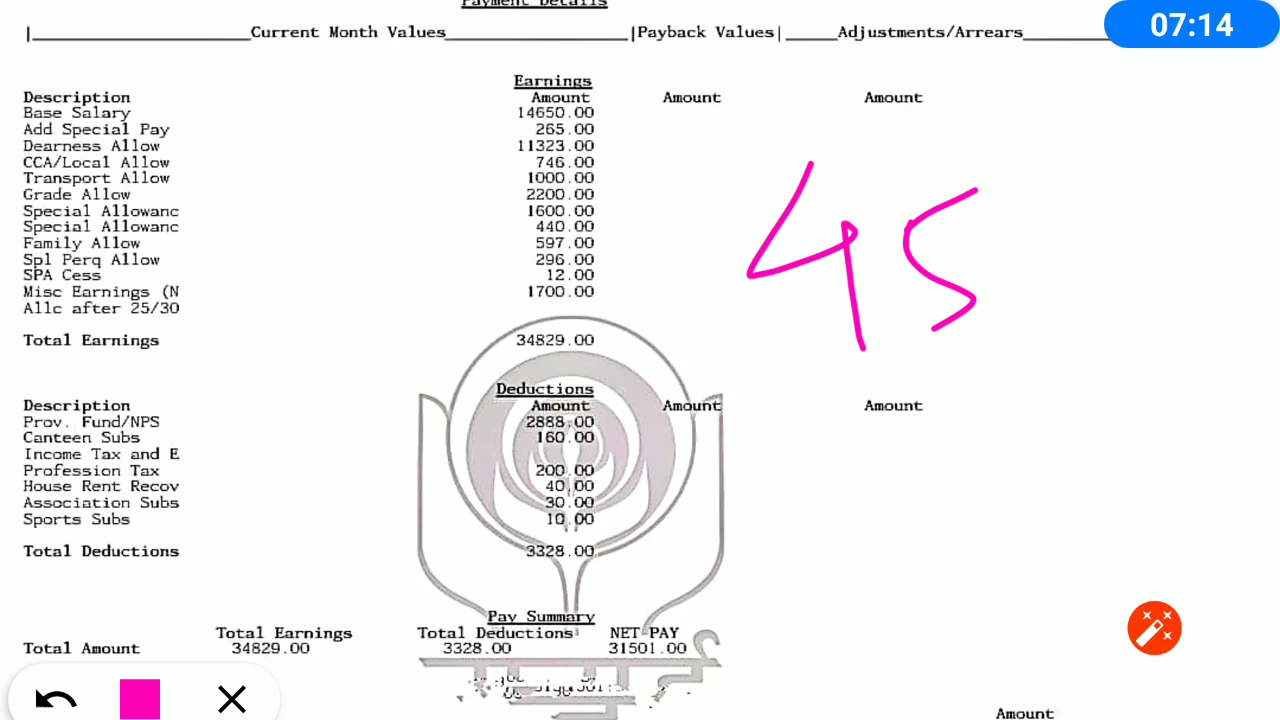 Payment Details
|______________________Current Month Values__________________|Payback Values|_____Adjustments/Arrears________
07:14
Earnings
Description Amount Amount Amount
Base Salary 14650.00
Add Special Pay 265.00
Dearness Allow 11323.00
CCA/Local Allow 746.00
Transport Allow 1000.00
Grade Allow 2200.00
Special Allowanc 1600.00
Special Allowanc 440.00
Family Allow 597.00
Spl Perq Allow 296.00
SPA Cess 12.00
Misc Earnings (N 1700.00
Allc after 25/30
45
Total Earnings 34829.00
Deductions
Description Amount Amount Amount
Prov. Fund/NPS 2888.00
Canteen Subs 160.00
Income Tax and E
Profession Tax 200.00
House Rent Recov 40.00
Association Subs 30.00
Sports Subs 10.00
Total Deductions 3328.00
Pay Summary
Total Earnings Total Deductions NET PAY
Total Amount 34829.00 3328.00 31501.00
Amount